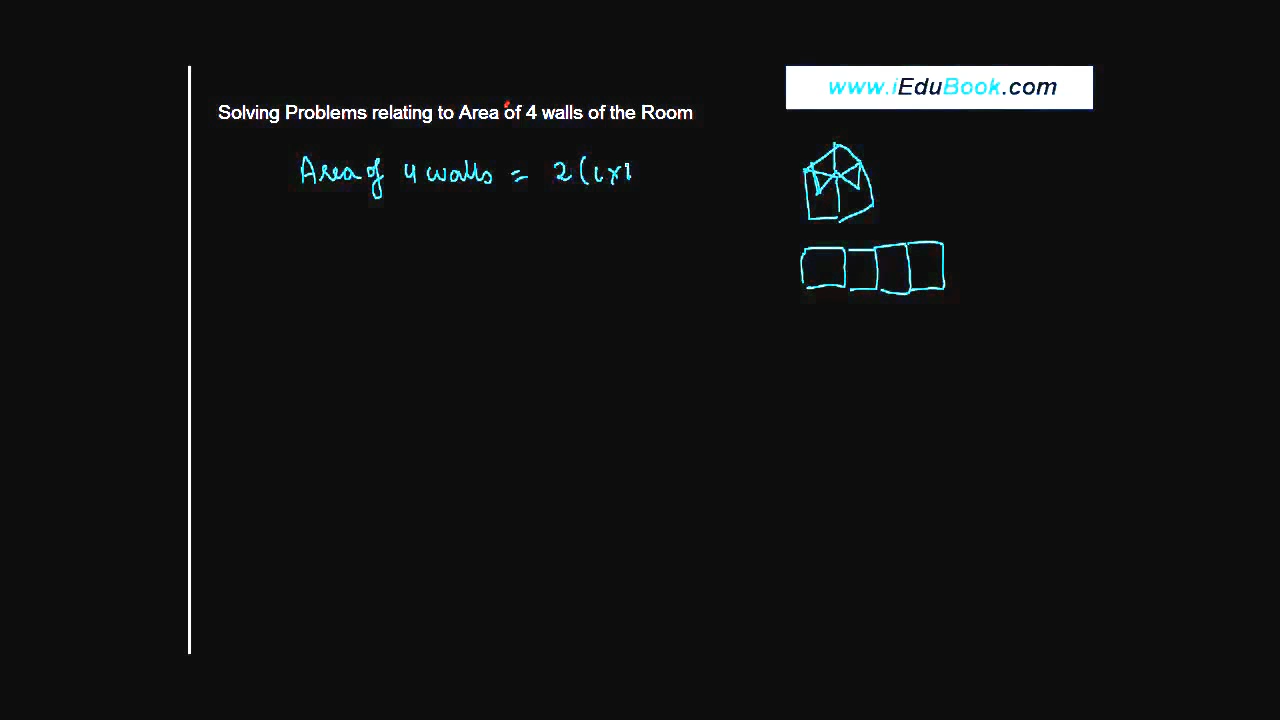 www.iEduBook.com
Solving Problems relating to Area of 4 walls of the Room
Area of 4 walls = 2(l×l